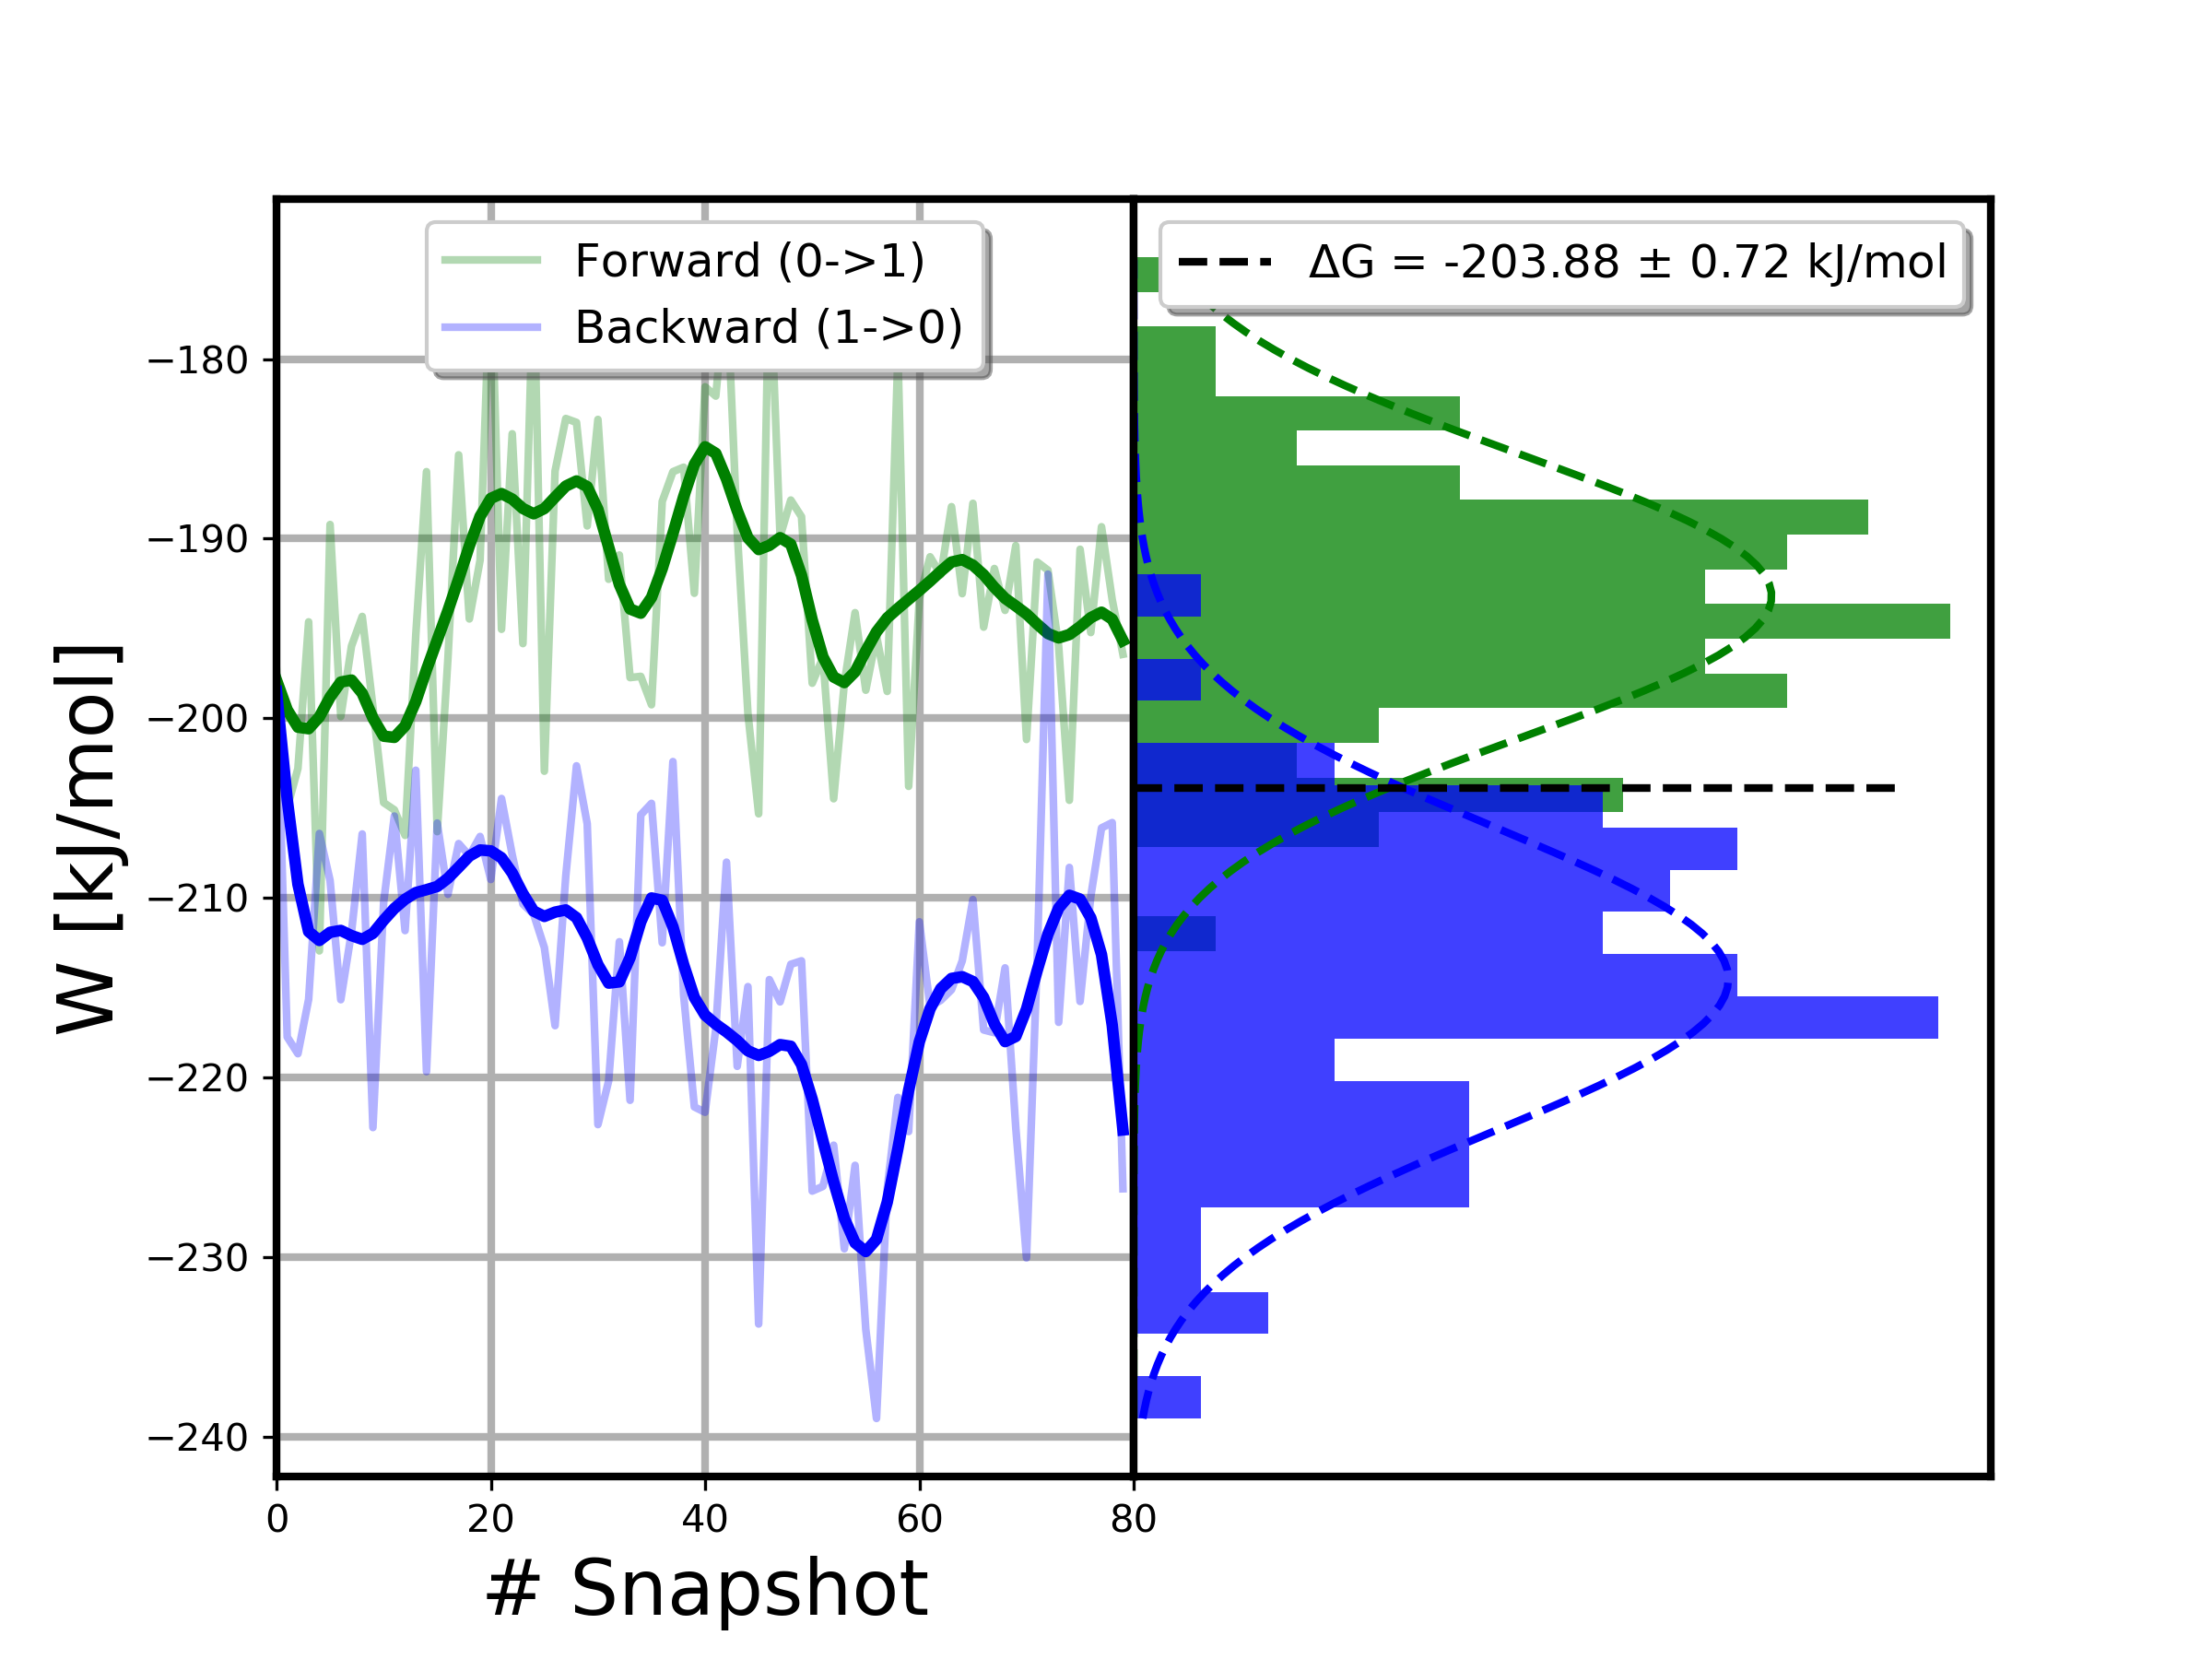 Forward (0->1)
Backward (1->0)
ΔG = -203.88 ± 0.72 kJ/mol
−180
−190
−200
−210
−220
−230
−240
W [kJ/mol]
0 20 40 60 80
# Snapshot